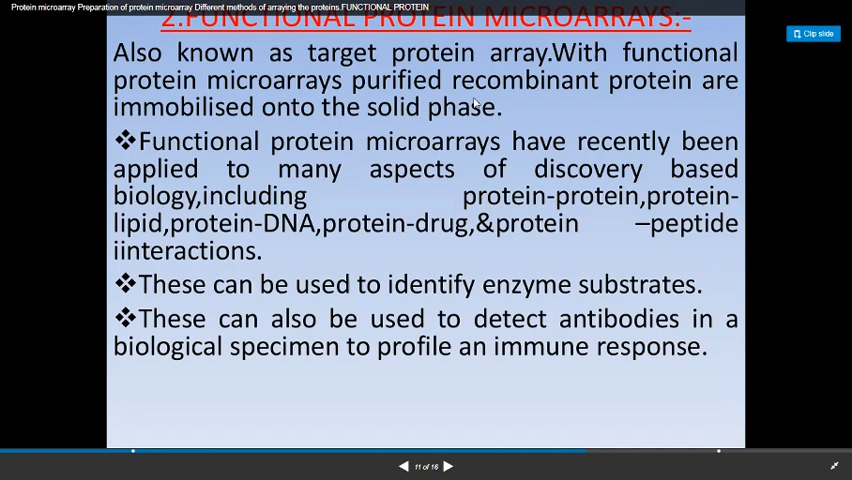 Protein microarray Preparation of protein microarray Different methods of arraying the proteins.FUNCTIONAL PROTEIN
2.FUNCTIONAL PROTEIN MICROARRAYS:-
Clip slide
Also known as target protein array.With functional
protein microarrays purified recombinant protein are
immobilised onto the solid phase.
❖Functional protein microarrays have recently been
applied to many aspects of discovery based
biology,including protein-protein,protein-
lipid,protein-DNA,protein-drug,&protein –peptide
iinteractions.
❖These can be used to identify enzyme substrates.
❖These can also be used to detect antibodies in a
biological specimen to profile an immune response.
11 of 16